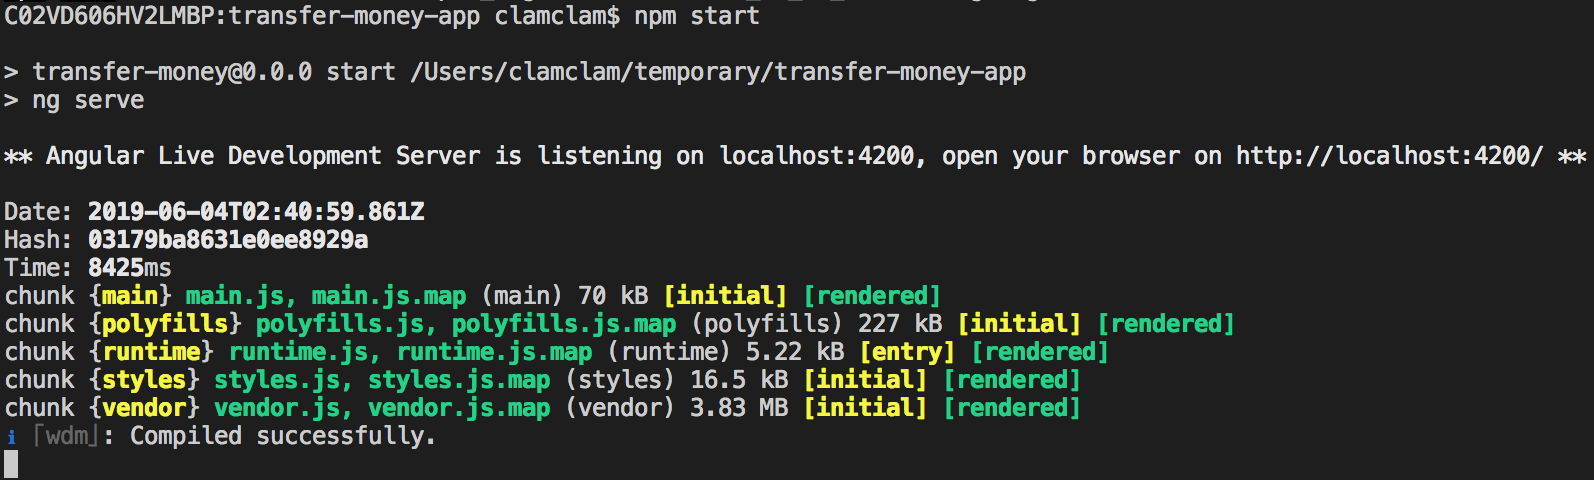 C02VD606HV2LMBP:transfer-money-app clamclam$ npm start
> transfer-money@0.0.0 start /Users/clamclam/temporary/transfer-money-app
> ng serve
** Angular Live Development Server is listening on localhost:4200, open your browser on http://localhost:4200/ **
Date: 2019-06-04T02:40:59.861Z
Hash: 03179ba8631e0ee8929a
Time: 8425ms
chunk {main} main.js, main.js.map (main) 70 kB [initial] [rendered]
chunk {polyfills} polyfills.js, polyfills.js.map (polyfills) 227 kB [initial] [rendered]
chunk {runtime} runtime.js, runtime.js.map (runtime) 5.22 kB [entry] [rendered]
chunk {styles} styles.js, styles.js.map (styles) 16.5 kB [initial] [rendered]
chunk {vendor} vendor.js, vendor.js.map (vendor) 3.83 MB [initial] [rendered]
ℹ ｢wdm｣: Compiled successfully.